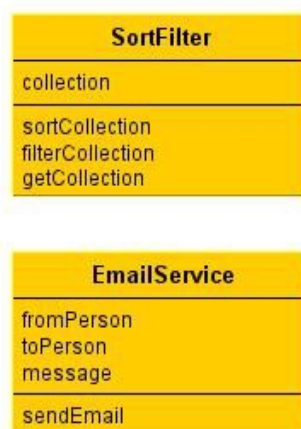 SortFilter
collection
sortCollection
filterCollection
getCollection
EmailService
fromPerson
toPerson
message
sendEmail